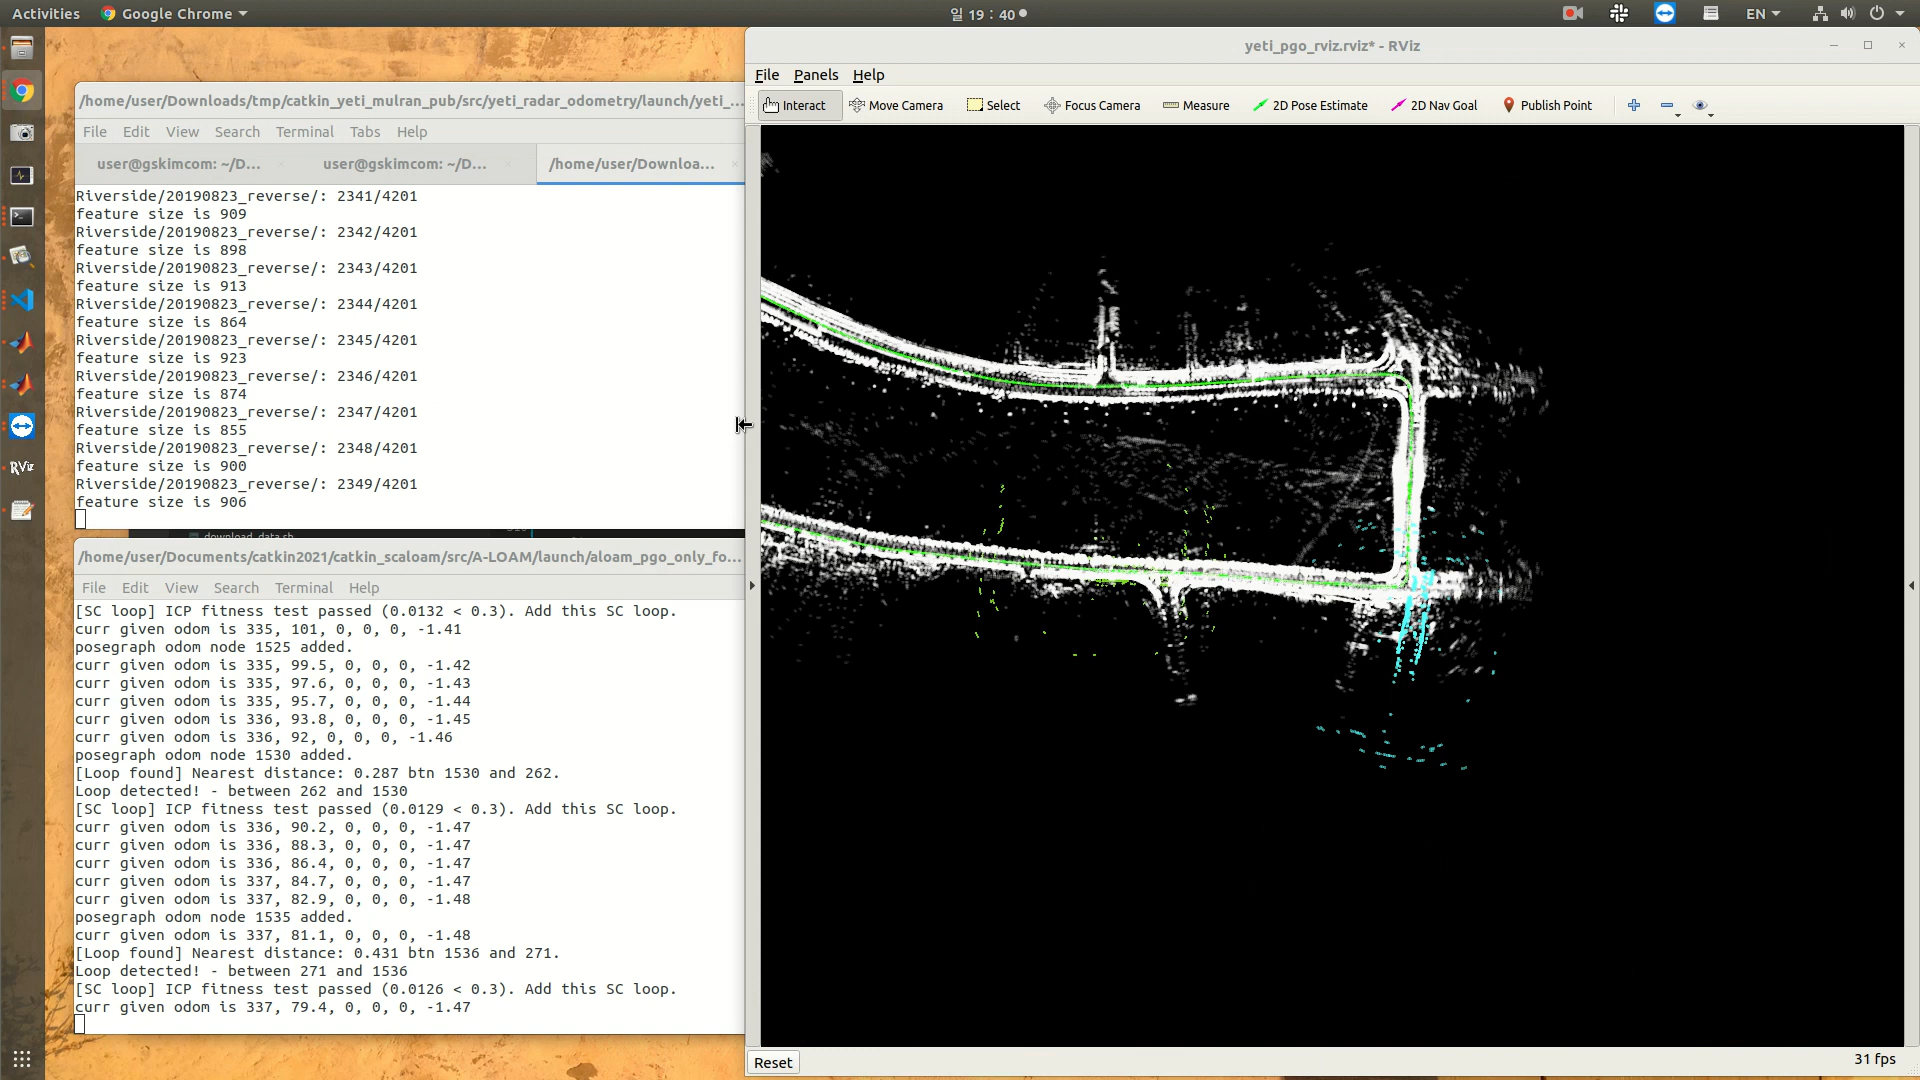 Activities
Google Chrome
일 19 : 40
EN
yeti_pgo_rviz.rviz* - RViz
File Panels Help
Interact Move Camera Select Focus Camera Measure 2D Pose Estimate 2D Nav Goal Publish Point
/home/user/Downloads/tmp/catkin_yeti_mulran_pub/src/yeti_radar_odometry/launch/yeti_...
File Edit View Search Terminal Tabs Help
user@gskimcom: ~/D... user@gskimcom: ~/D... /home/user/Downloa...
Riverside/20190823_reverse/: 2341/4201
feature size is 909
Riverside/20190823_reverse/: 2342/4201
feature size is 898
Riverside/20190823_reverse/: 2343/4201
feature size is 913
Riverside/20190823_reverse/: 2344/4201
feature size is 864
Riverside/20190823_reverse/: 2345/4201
feature size is 923
Riverside/20190823_reverse/: 2346/4201
feature size is 874
Riverside/20190823_reverse/: 2347/4201
feature size is 855
Riverside/20190823_reverse/: 2348/4201
feature size is 900
Riverside/20190823_reverse/: 2349/4201
feature size is 906
download_data.sh
/home/user/Documents/catkin2021/catkin_scaloam/src/A-LOAM/launch/aloam_pgo_only_fo...
File Edit View Search Terminal Help
[SC loop] ICP fitness test passed (0.0132 < 0.3). Add this SC loop.
curr given odom is 335, 101, 0, 0, 0, -1.41
posegraph odom node 1525 added.
curr given odom is 335, 99.5, 0, 0, 0, -1.42
curr given odom is 335, 97.6, 0, 0, 0, -1.43
curr given odom is 335, 95.7, 0, 0, 0, -1.44
curr given odom is 336, 93.8, 0, 0, 0, -1.45
curr given odom is 336, 92, 0, 0, 0, -1.46
posegraph odom node 1530 added.
[Loop found] Nearest distance: 0.287 btn 1530 and 262.
Loop detected! - between 262 and 1530
[SC loop] ICP fitness test passed (0.0129 < 0.3). Add this SC loop.
curr given odom is 336, 90.2, 0, 0, 0, -1.47
curr given odom is 336, 88.3, 0, 0, 0, -1.47
curr given odom is 336, 86.4, 0, 0, 0, -1.47
curr given odom is 337, 84.7, 0, 0, 0, -1.47
curr given odom is 337, 82.9, 0, 0, 0, -1.48
posegraph odom node 1535 added.
curr given odom is 337, 81.1, 0, 0, 0, -1.48
[Loop found] Nearest distance: 0.431 btn 1536 and 271.
Loop detected! - between 271 and 1536
[SC loop] ICP fitness test passed (0.0126 < 0.3). Add this SC loop.
curr given odom is 337, 79.4, 0, 0, 0, -1.47
RViz
Reset
31 fps